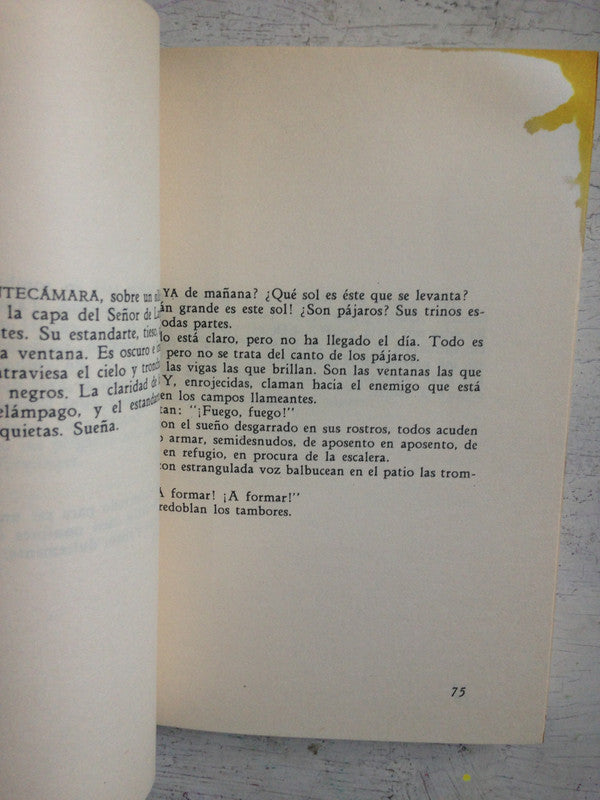 NTECÁMARA, sobre un
la capa del Señor de
tes. Su estandarte, tieso,
a ventana. Es oscuro
atraviesa el cielo y
negros. La claridad de
elámpago, y el
quietas. Sueña.
YA de mañana? ¿Qué sol es éste que se levanta?
grande es este sol! ¿Son pájaros? Sus trinos es-
odas partes.
lo está claro, pero no ha llegado el día. Todo es
pero no se trata del canto de los pájaros.
las vigas las que brillan. Son las ventanas las que
Y, enrojecidas, claman hacia el enemigo que está
en los campos llameantes.
tan: "¡Fuego, fuego!"
on el sueño desgarrado en sus rostros, todos acuden
armar, semidesnudos, de aposento en aposento, de
en refugio, en procura de la escalera.
on estrangulada voz balbucean en el patio las trom-
A formar! ¡A formar!"
redoblan los tambores.
75